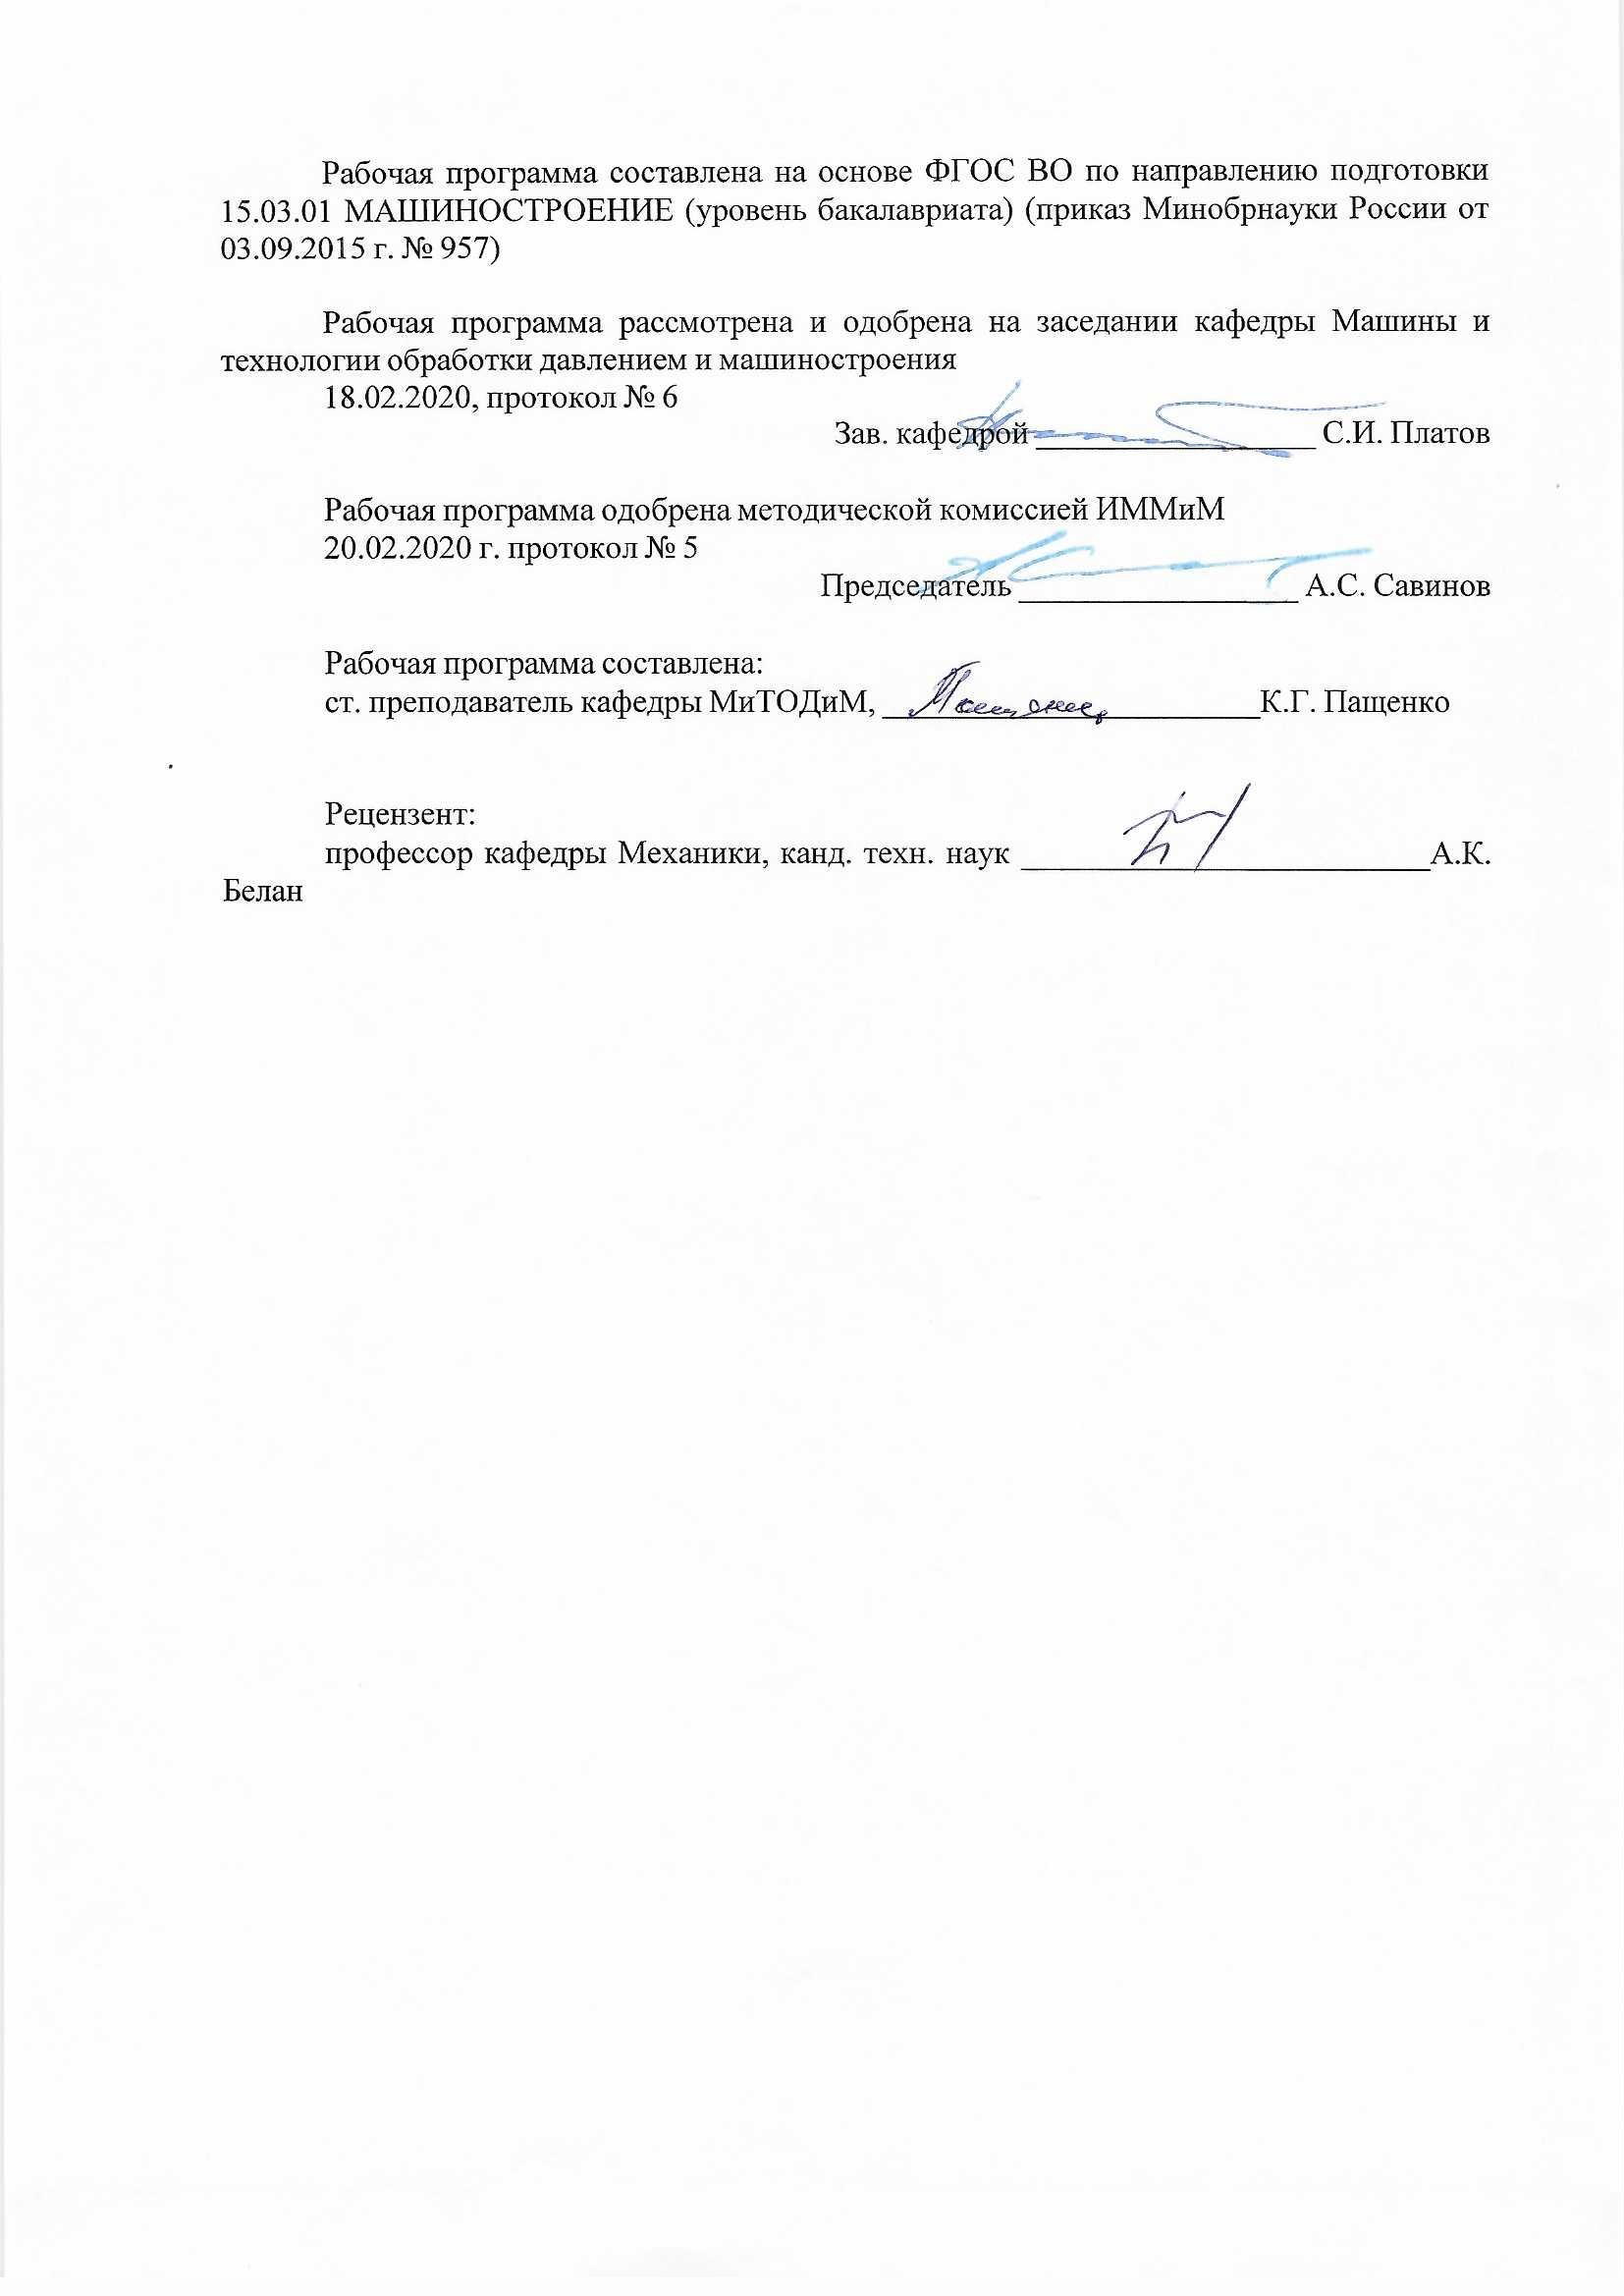 Рабочая программа составлена на основе ФГОС ВО по направлению подготовки
15.03.01 МАШИНОСТРОЕНИЕ (уровень бакалавриата) (приказ Минобрнауки России от
03.09.2015 г. № 957)
Рабочая программа рассмотрена и одобрена на заседании кафедры Машины и
технологии обработки давлением и машиностроения
18.02.2020, протокол № 6
Зав. кафедрой ____________________ С.И. Платов
Рабочая программа одобрена методической комиссией ИММиМ
20.02.2020 г. протокол № 5
Председатель ____________________ А.С. Савинов
Рабочая программа составлена:
ст. преподаватель кафедры МиТОДиМ, ____________________К.Г. Пащенко
Рецензент:
профессор кафедры Механики, канд. техн. наук ____________________А.К.
Белан